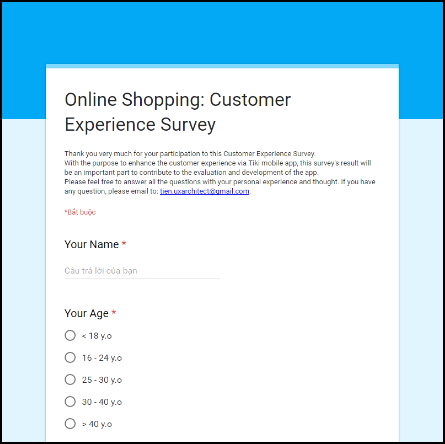 Online Shopping: Customer
Experience Survey
Thank you very much for your participation to this Customer Experience Survey.
With the purpose to enhance the customer experience via Tiki mobile app, this survey's result will
be an important part to contribute to the evaluation and development of the app.
Please feel free to answer all the questions with your personal experience and thought. If you have
any question, please email to: tien.uxarchitect@gmail.com.
*Bắt buộc
Your Name *
Câu trả lời của bạn
Your Age *
< 18 y.o
16 - 24 y.o
25 - 30 y.o
30 - 40 y.o
> 40 y.o